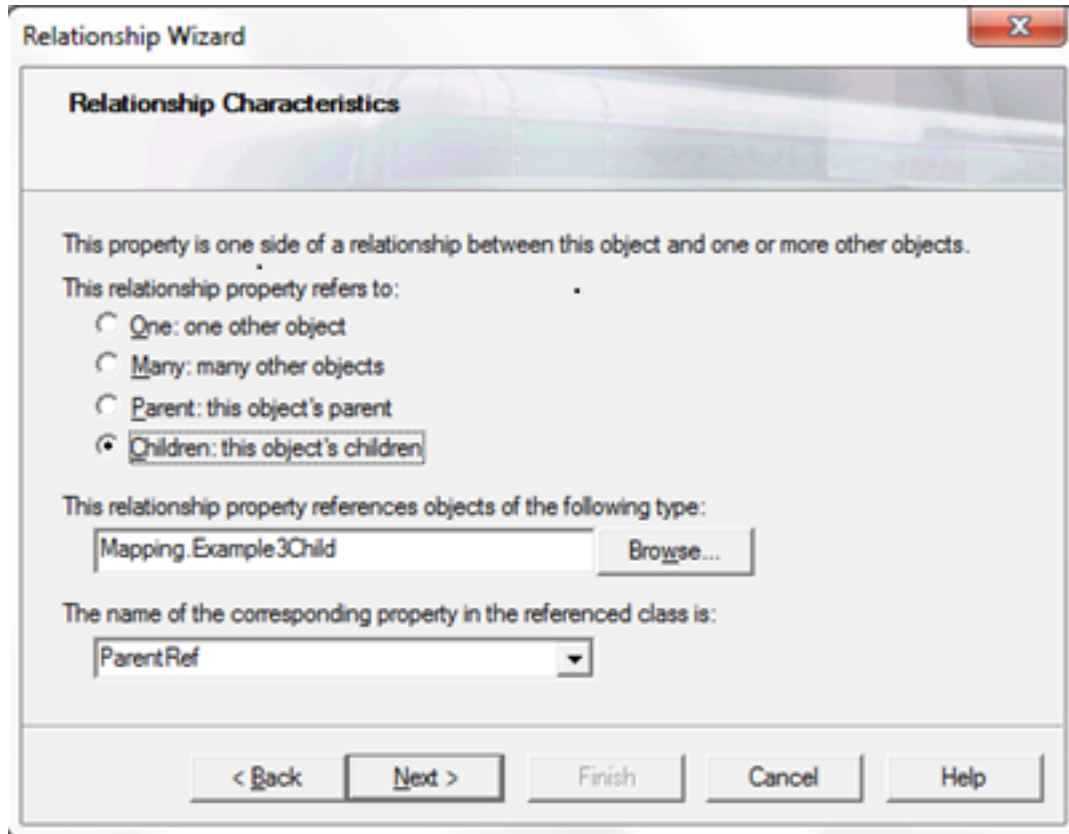 Relationship Wizard
Relationship Characteristics
This property is one side of a relationship between this object and one or more other objects.
This relationship property refers to:
One: one other object
Many: many other objects
Parent: this object's parent
Children: this object's children
This relationship property references objects of the following type:
Mapping.Example3Child
Browse...
The name of the corresponding property in the referenced class is:
ParentRef
< Back Next > Finish Cancel Help